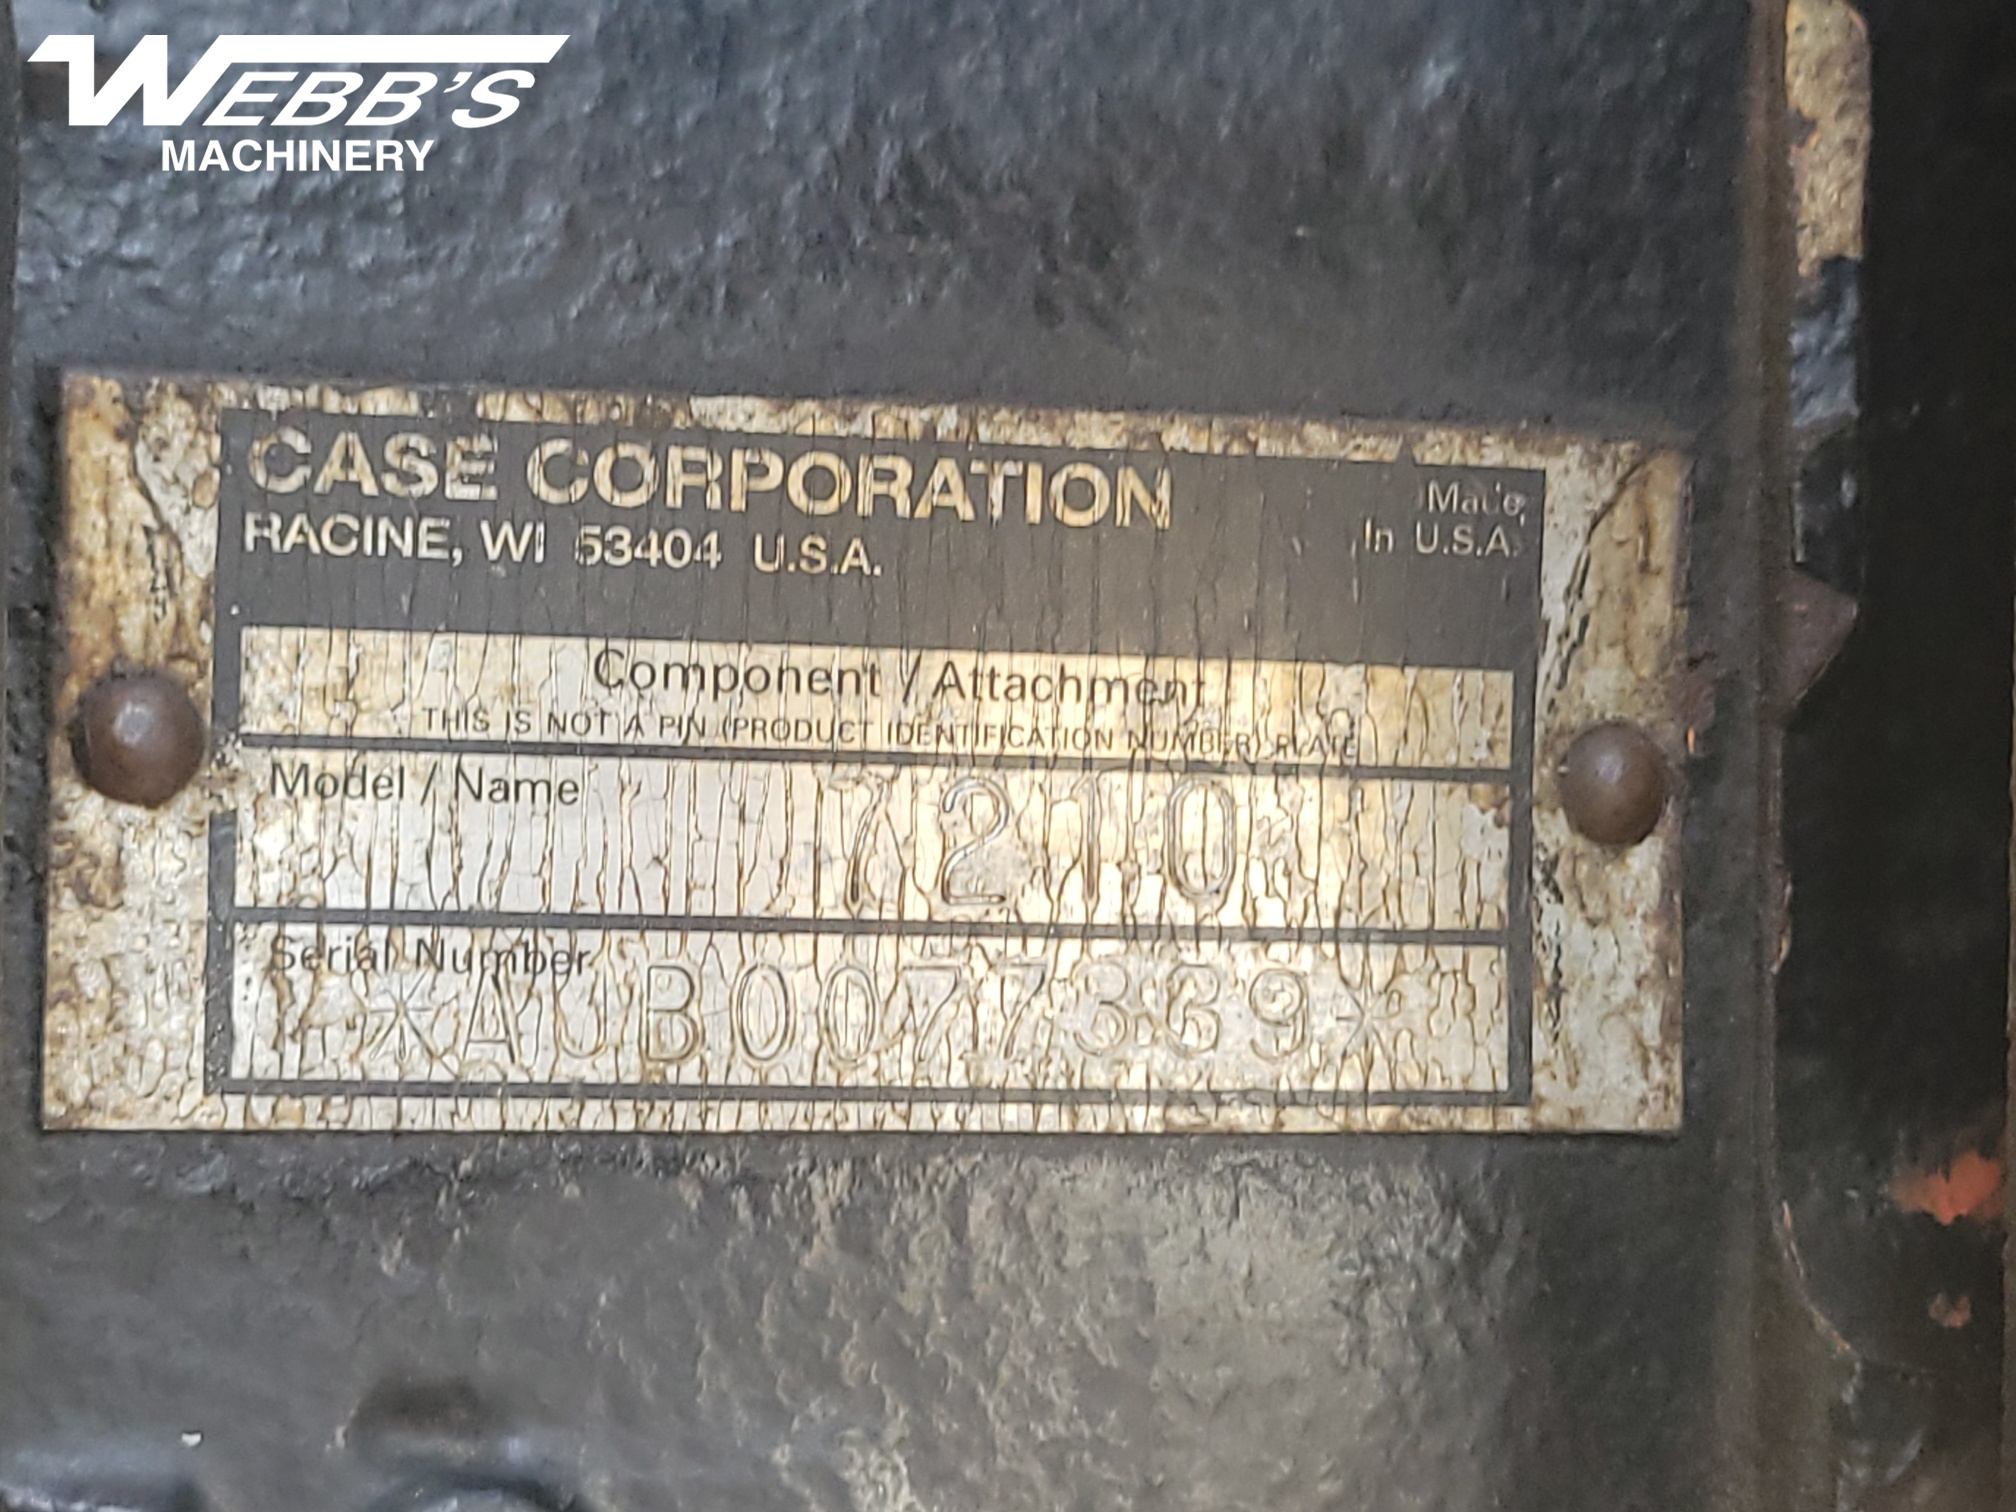 WEBB'S
MACHINERY
CASE CORPORATION
RACINE, WI 53404 U.S.A.
Made
In U.S.A.
Component / Attachment
THIS IS NOT A PIN (PRODUCT IDENTIFICATION NUMBER) PLATE
Model / Name
7210
Serial Number
*AJB0077339*